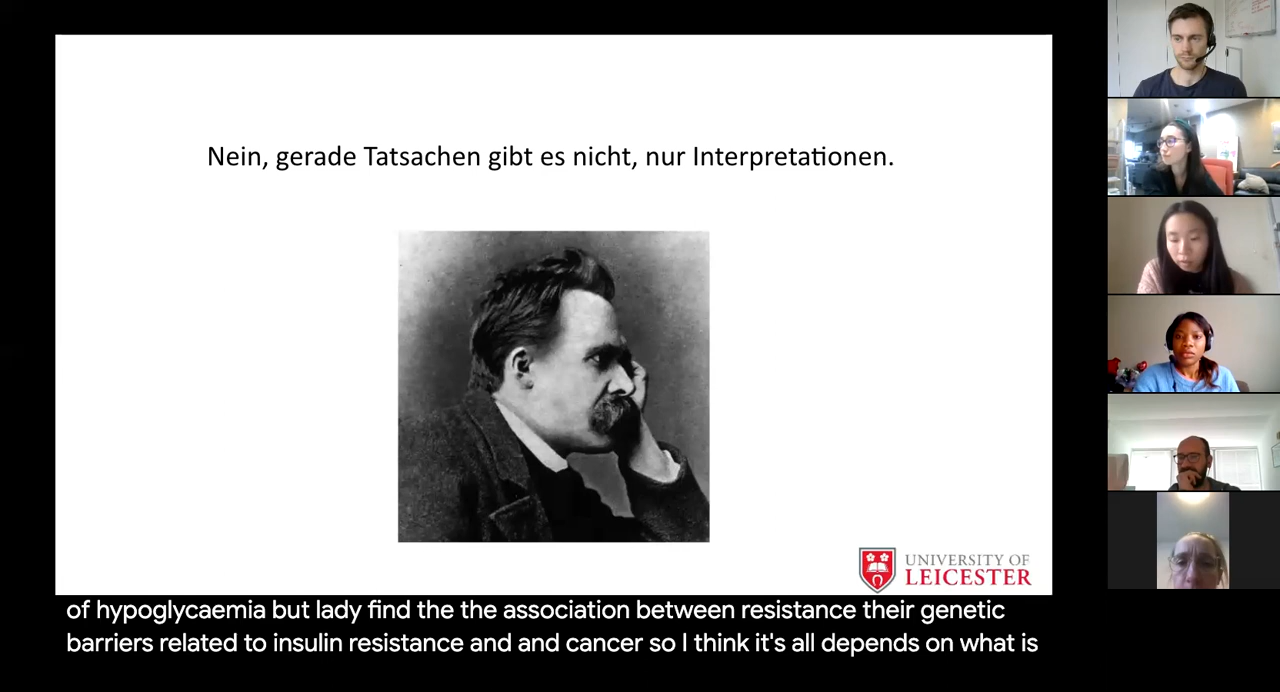 Nein, gerade Tatsachen gibt es nicht, nur Interpretationen.
UNIVERSITY OF
LEICESTER
of hypoglycaemia but lady find the the association between resistance their genetic
barriers related to insulin resistance and and cancer so I think it's all depends on what is